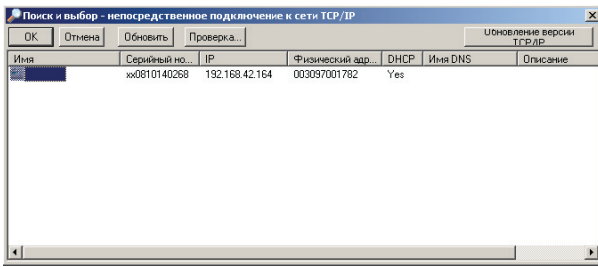 Поиск и выбор - непосредственное подключение к сети TCP/IP
OK Отмена Обновить Проверка... Обновление версии TCP/IP
Имя Серийный но... IP Физический адр... DHCP Имя DNS Описание
xx0810140268 192.168.42.164 003097001782 Yes